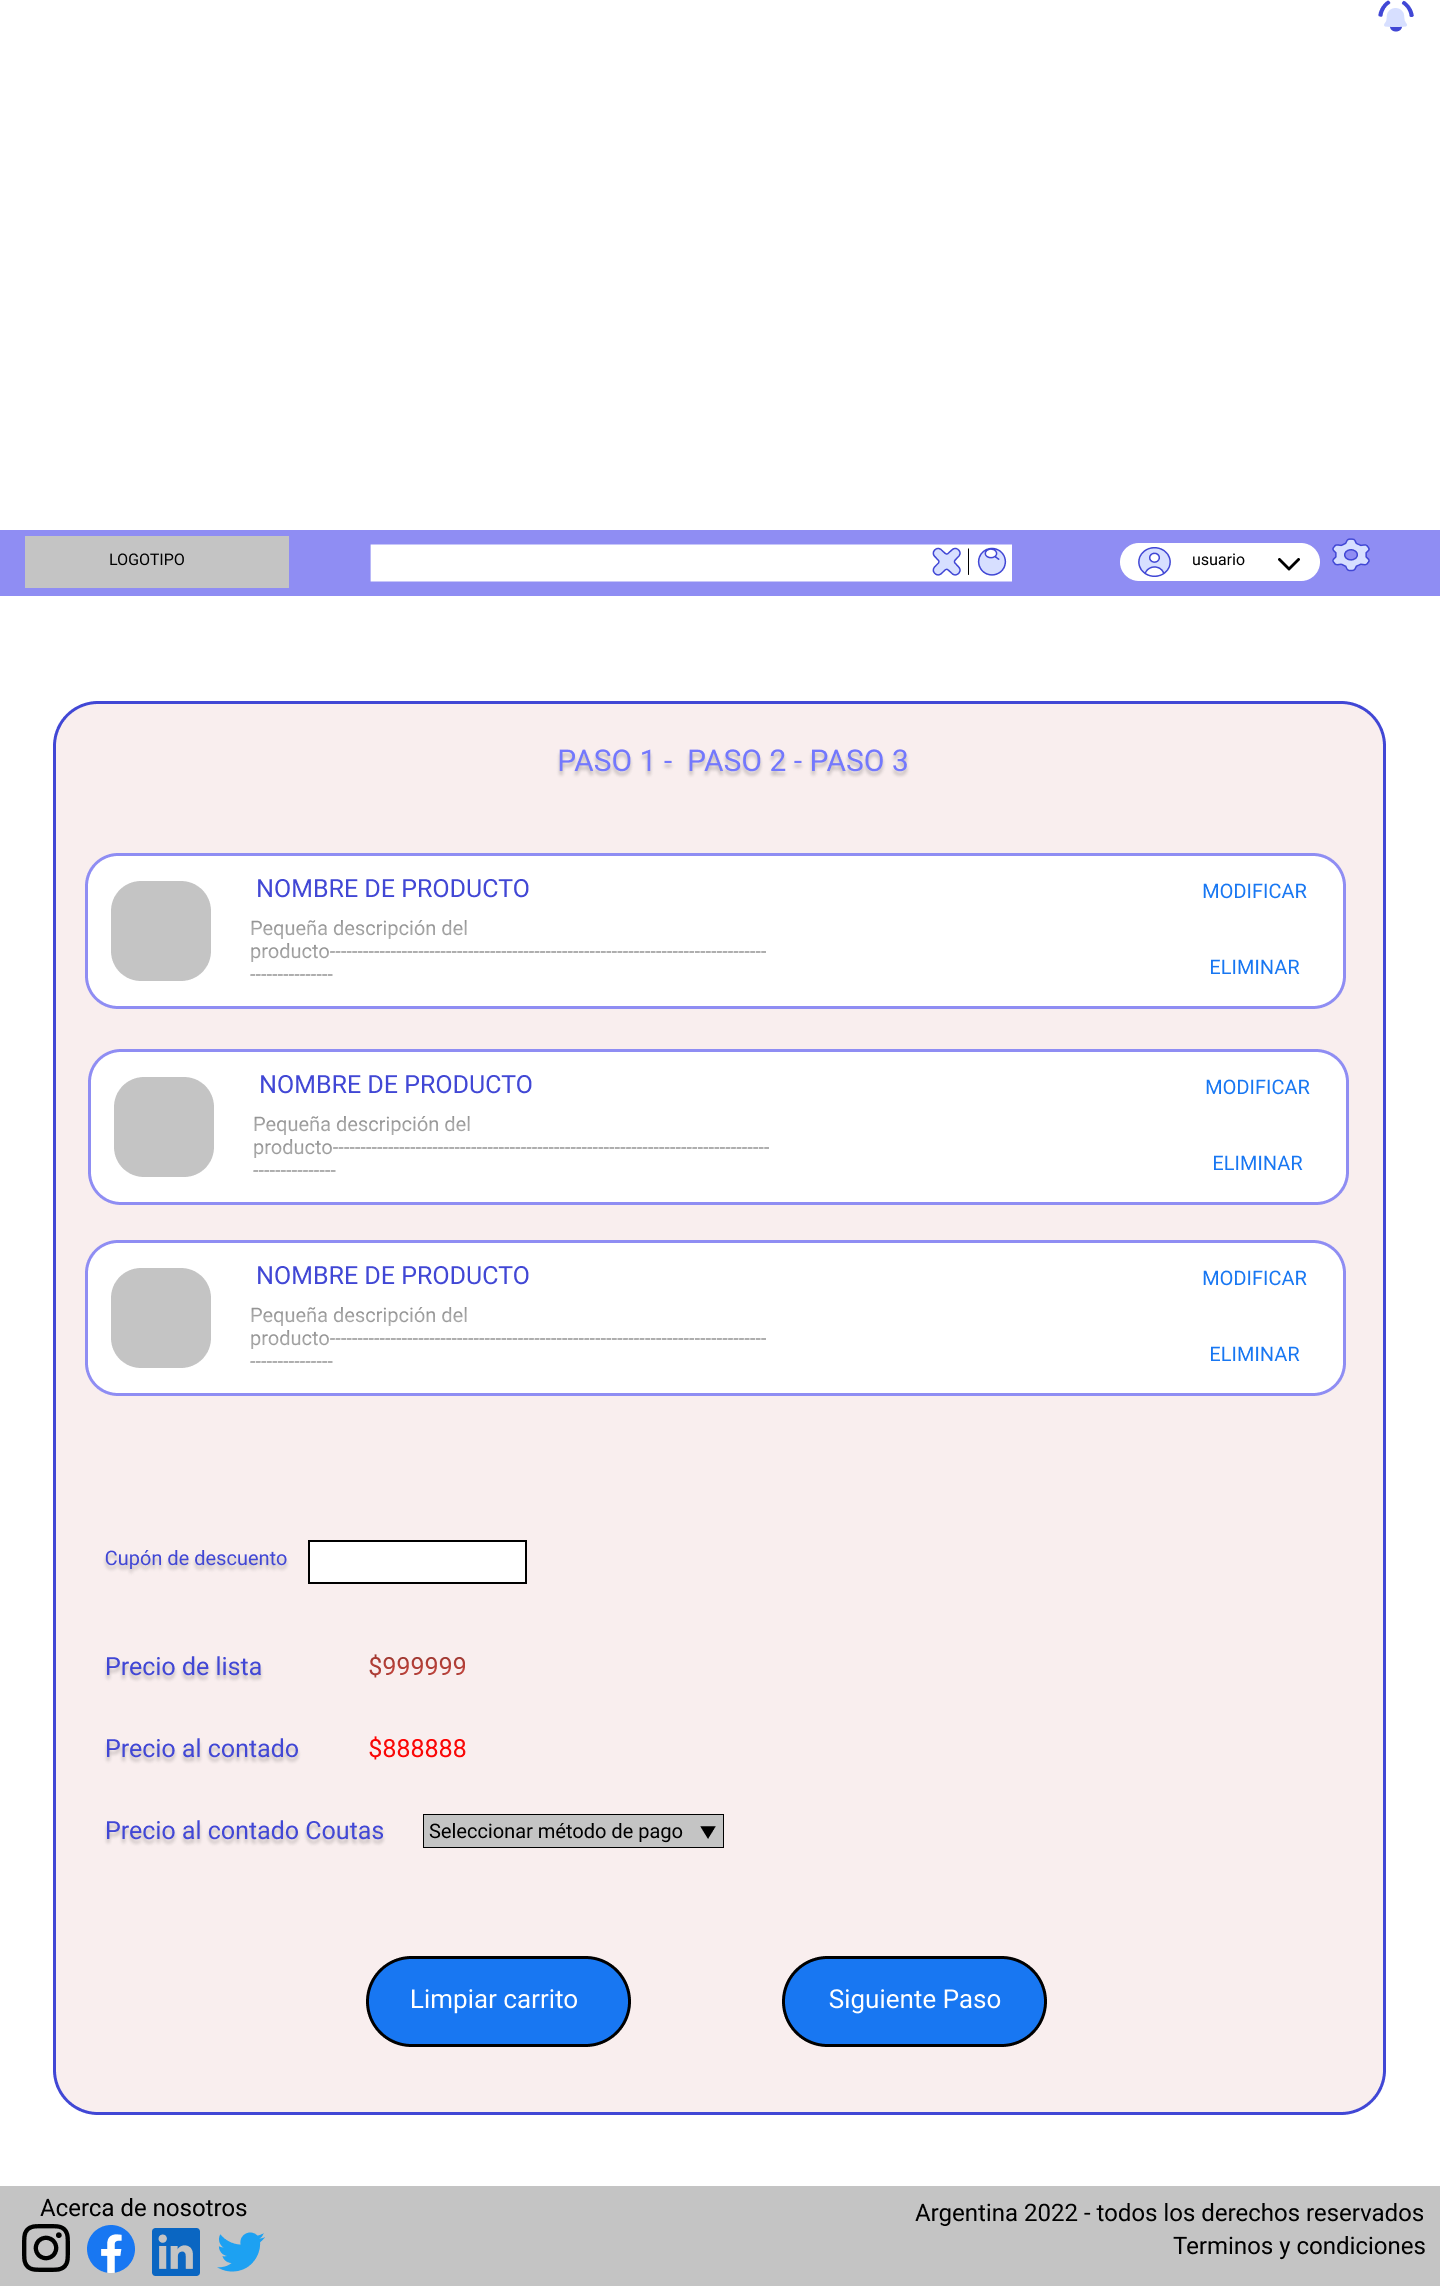 LOGOTIPO
usuario
PASO 1 -  PASO 2 - PASO 3
NOMBRE DE PRODUCTO
MODIFICAR
Pequeña descripción del
producto-------------------------------------------------------------------------------
---------------
ELIMINAR
NOMBRE DE PRODUCTO
MODIFICAR
Pequeña descripción del
producto-------------------------------------------------------------------------------
---------------
ELIMINAR
NOMBRE DE PRODUCTO
MODIFICAR
Pequeña descripción del
producto-------------------------------------------------------------------------------
---------------
ELIMINAR
Cupón de descuento
Precio de lista $999999
Precio al contado $888888
Precio al contado Coutas Seleccionar método de pago
Limpiar carrito Siguiente Paso
Acerca de nosotros
Argentina 2022 - todos los derechos reservados
Terminos y condiciones